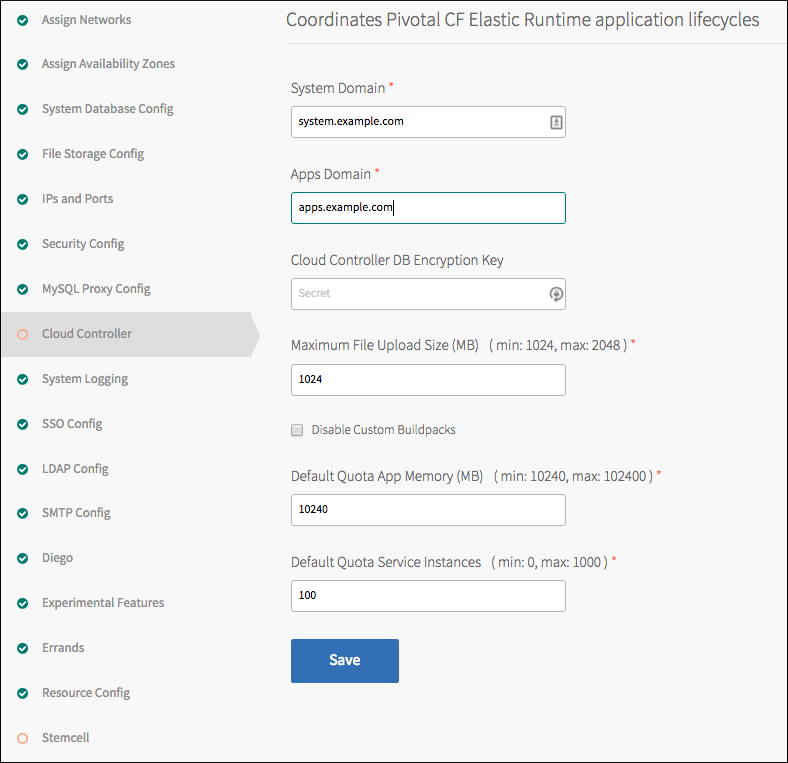 Assign Networks
Assign Availability Zones
System Database Config
File Storage Config
IPs and Ports
Security Config
MySQL Proxy Config
Cloud Controller
System Logging
SSO Config
LDAP Config
SMTP Config
Diego
Experimental Features
Errands
Resource Config
Stemcell
Coordinates Pivotal CF Elastic Runtime application lifecycles
System Domain *
system.example.com
Apps Domain *
apps.example.com
Cloud Controller DB Encryption Key
Secret
Maximum File Upload Size (MB) ( min: 1024, max: 2048 ) *
1024
Disable Custom Buildpacks
Default Quota App Memory (MB) ( min: 10240, max: 102400 ) *
10240
Default Quota Service Instances ( min: 0, max: 1000 ) *
100
Save